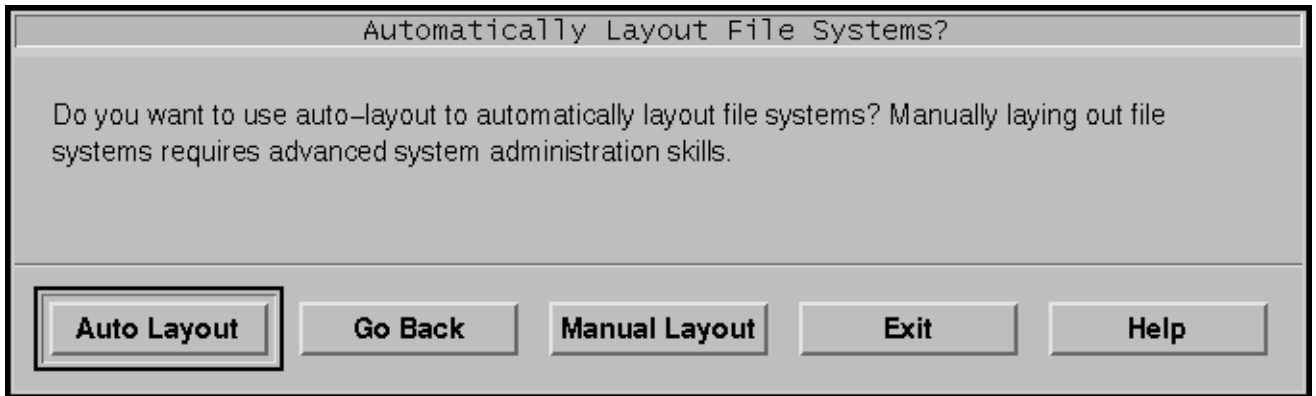 Automatically Layout File Systems?
Do you want to use auto-layout to automatically layout file systems? Manually laying out file
systems requires advanced system administration skills.
Auto Layout Go Back Manual Layout Exit Help